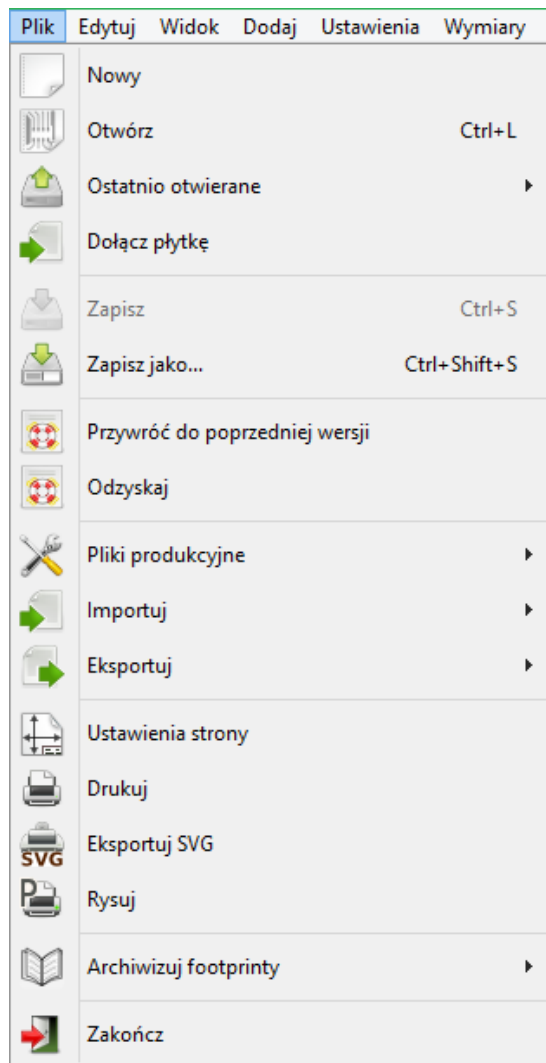 Plik Edytuj Widok Dodaj Ustawienia Wymiary
Nowy
Otwórz Ctrl+L
Ostatnio otwierane
Dołącz płytkę
Zapisz Ctrl+S
Zapisz jako... Ctrl+Shift+S
Przywróć do poprzedniej wersji
Odzyskaj
Pliki produkcyjne
Importuj
Eksportuj
Ustawienia strony
Drukuj
SVG Eksportuj SVG
P Rysuj
Archiwizuj footprinty
Zakończ